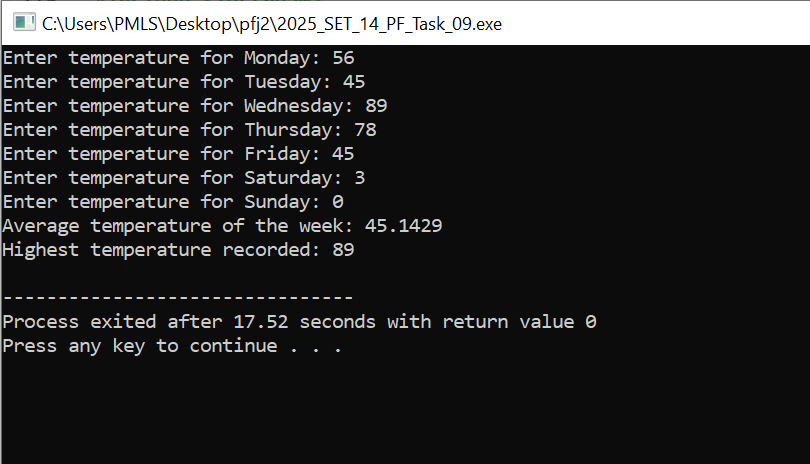 C:\Users\PMLS\Desktop\pfj2\2025_SET_14_PF_Task_09.exe
Enter temperature for Monday: 56
Enter temperature for Tuesday: 45
Enter temperature for Wednesday: 89
Enter temperature for Thursday: 78
Enter temperature for Friday: 45
Enter temperature for Saturday: 3
Enter temperature for Sunday: 0
Average temperature of the week: 45.1429
Highest temperature recorded: 89
--------------------------------
Process exited after 17.52 seconds with return value 0
Press any key to continue . . .